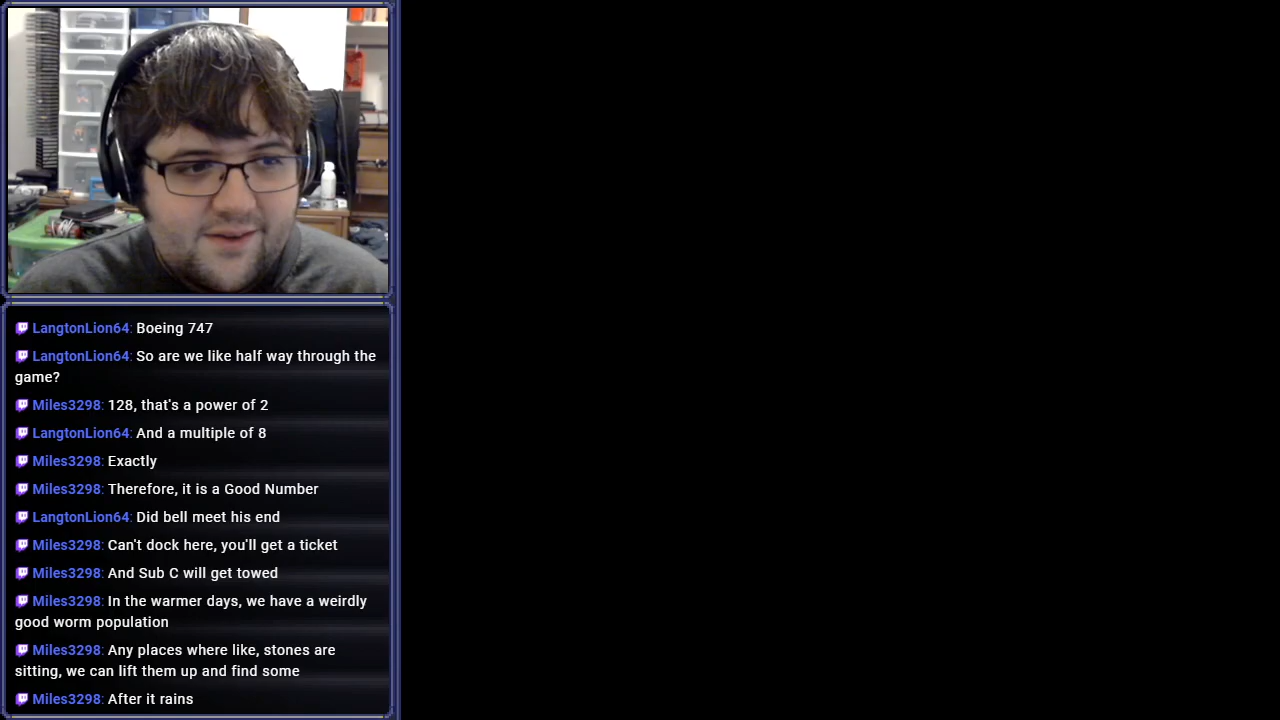 LangtonLion64: Boeing 747
LangtonLion64: So are we like half way through the
game?
Miles3298: 128, that's a power of 2
LangtonLion64: And a multiple of 8
Miles3298: Exactly
Miles3298: Therefore, it is a Good Number
LangtonLion64: Did bell meet his end
Miles3298: Can't dock here, you'll get a ticket
Miles3298: And Sub C will get towed
Miles3298: In the warmer days, we have a weirdly
good worm population
Miles3298: Any places where like, stones are
sitting, we can lift them up and find some
Miles3298: After it rains